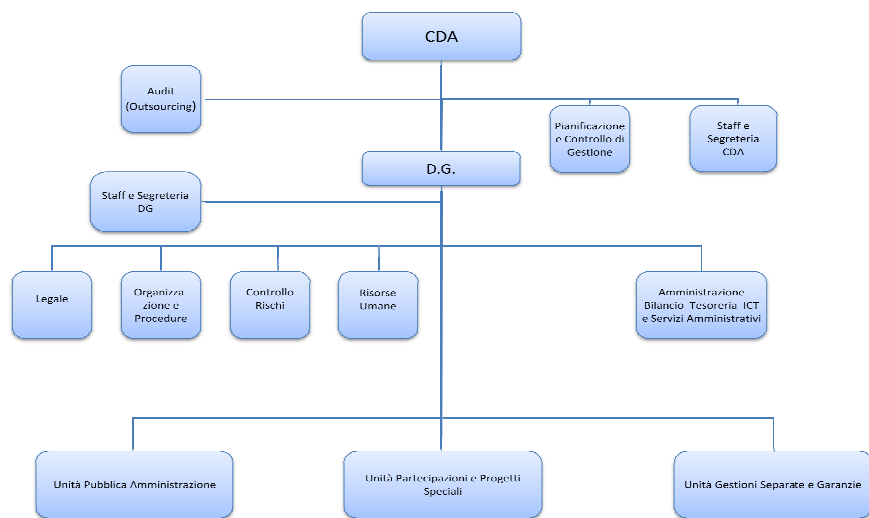 CDA
Audit
(Outsourcing)
Pianificazione
e Controllo di
Gestione
Staff e
Segreteria
CDA
D.G.
Staff e Segreteria
DG
Legale
Organizza
zione e
Procedure
Controllo
Rischi
Risorse
Umane
Amministrazione
Bilancio Tesoreria ICT
e Servizi Amministrativi
Unità Pubblica Amministrazione
Unità Partecipazioni e Progetti
Speciali
Unità Gestioni Separate e Garanzie